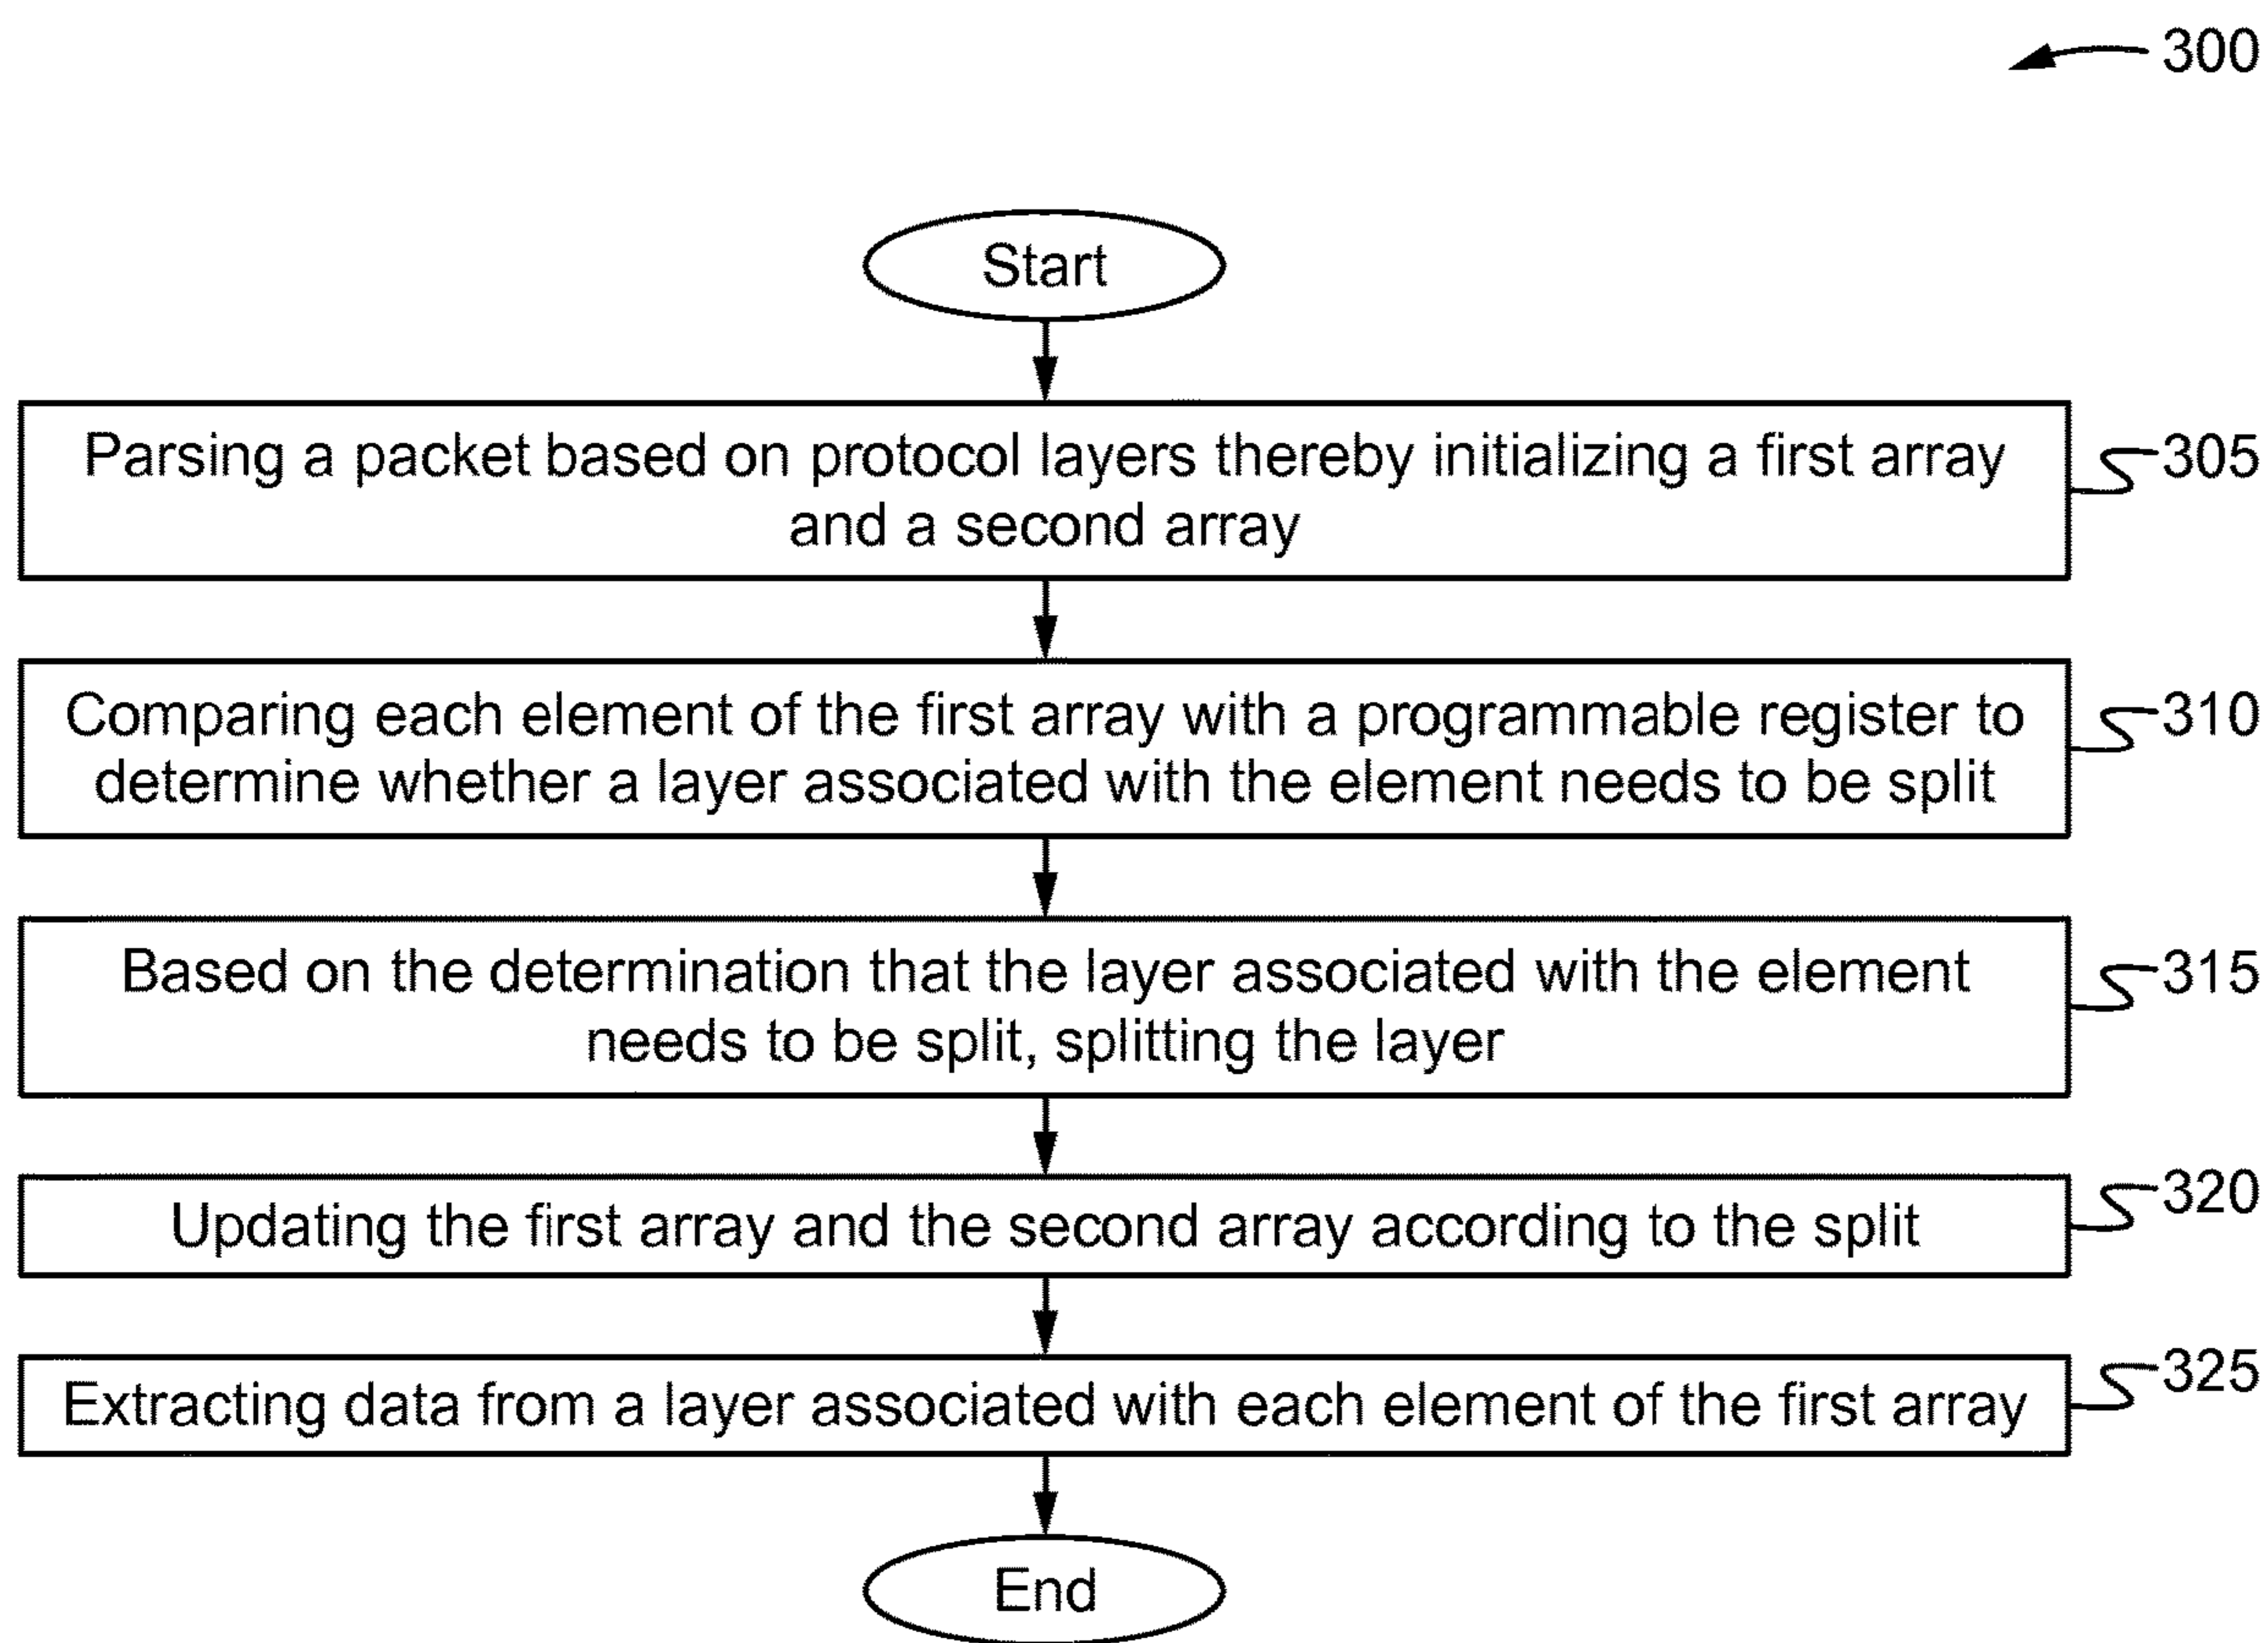 300
Start
Parsing a packet based on protocol layers thereby initializing a first array
and a second array
305
Comparing each element of the first array with a programmable register to
determine whether a layer associated with the element needs to be split
310
Based on the determination that the layer associated with the element
needs to be split, splitting the layer
315
Updating the first array and the second array according to the split
320
Extracting data from a layer associated with each element of the first array
325
End